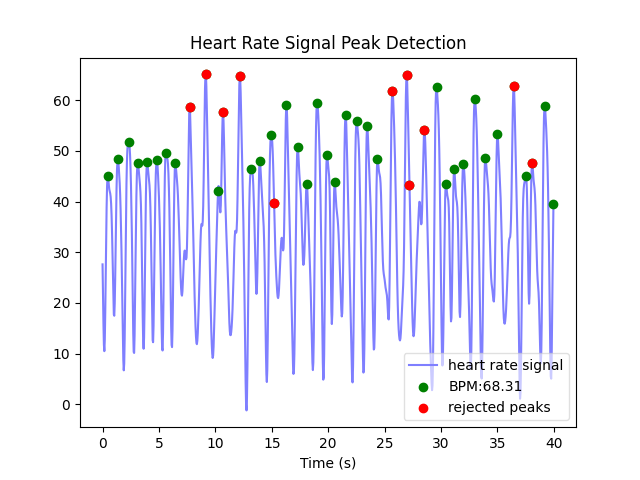 Heart Rate Signal Peak Detection
60
50
40
30
20
10
0
heart rate signal
BPM:68.31
rejected peaks
0 5 10 15 20 25 30 35 40
Time (s)